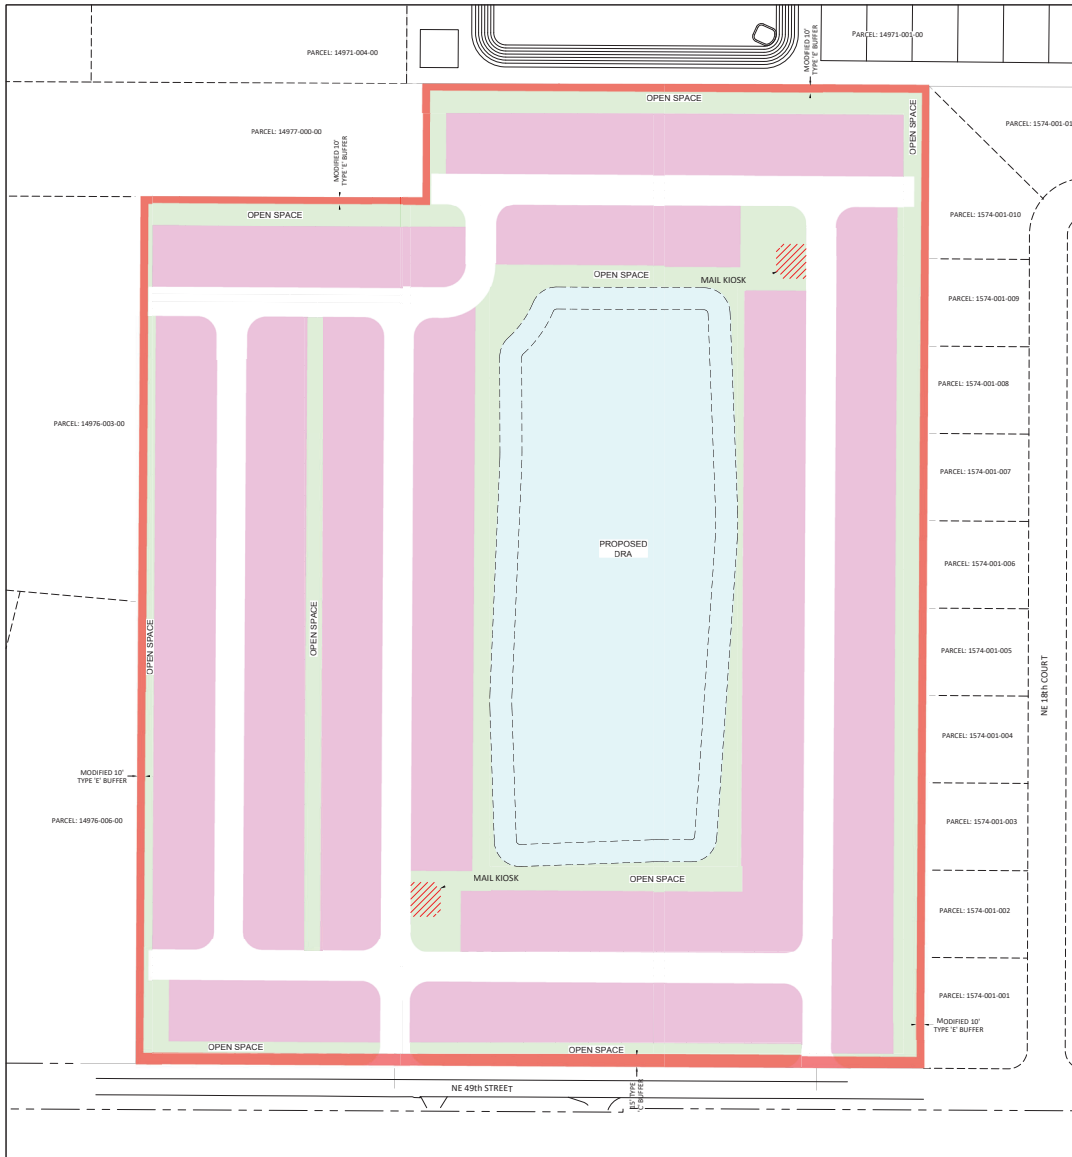 PARCEL: 14971-004-00
MODIFIED 10'
TYPE 'E' BUFFER
PARCEL: 14971-001-00
OPEN SPACE
OPEN SPACE
PARCEL: 14977-000-00
MODIFIED 10'
TYPE 'E' BUFFER
PARCEL: 1574-001-01
OPEN SPACE
PARCEL: 1574-001-010
OPEN SPACE
MAIL KIOSK
PARCEL: 1574-001-009
PARCEL: 1574-001-008
PARCEL: 14976-003-00
PARCEL: 1574-001-007
PROPOSED
DRA
PARCEL: 1574-001-006
OPEN SPACE
OPEN SPACE
PARCEL: 1574-001-005
NE 18th COURT
PARCEL: 1574-001-004
MODIFIED 10'
TYPE 'E' BUFFER
PARCEL: 14976-006-00
PARCEL: 1574-001-003
MAIL KIOSK
OPEN SPACE
PARCEL: 1574-001-002
PARCEL: 1574-001-001
MODIFIED 10'
TYPE 'E' BUFFER
OPEN SPACE
OPEN SPACE
NE 49th STREET
15' TYPE
'C' BUFFER